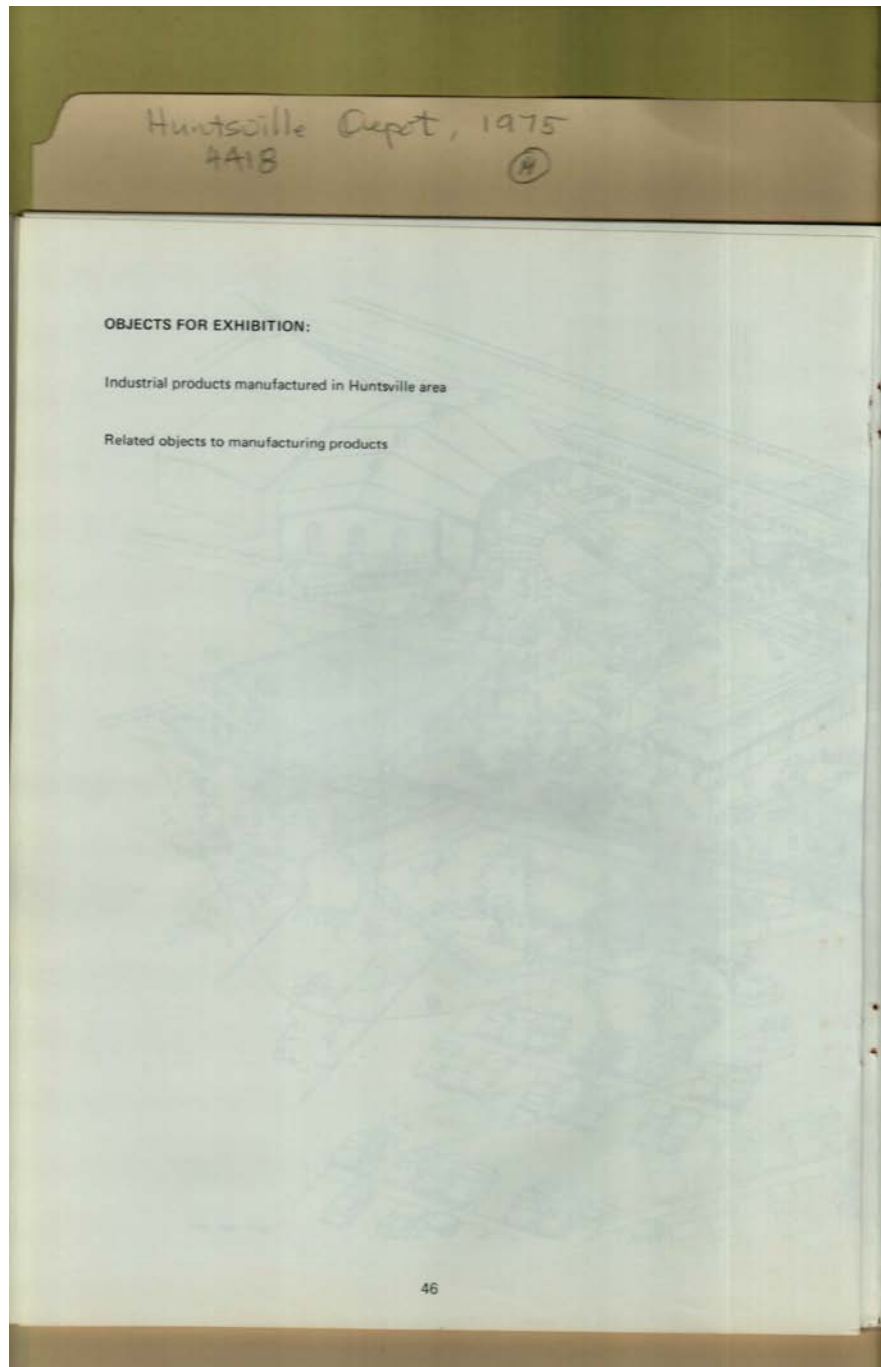 Huntsville Depot, 1975
4418
OBJECTS FOR EXHIBITION:
Industrial products manufactured in Huntsville area
Related objects to manufacturing products
46